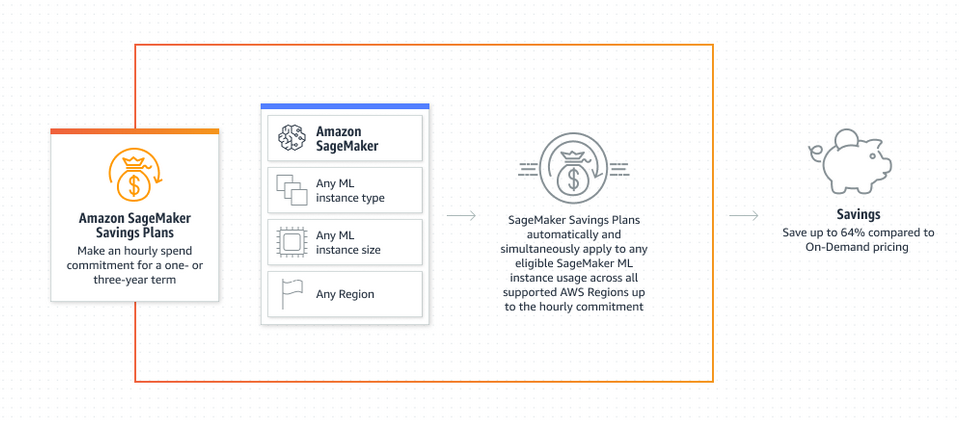 Amazon SageMaker
Savings Plans
Make an hourly spend
commitment for a one- or
three-year term
Amazon
SageMaker
Any ML
instance type
Any ML
instance size
Any Region
SageMaker Savings Plans
automatically and
simultaneously apply to any
eligible SageMaker ML
instance usage across all
supported AWS Regions up
to the hourly commitment
Savings
Save up to 64% compared to
On-Demand pricing